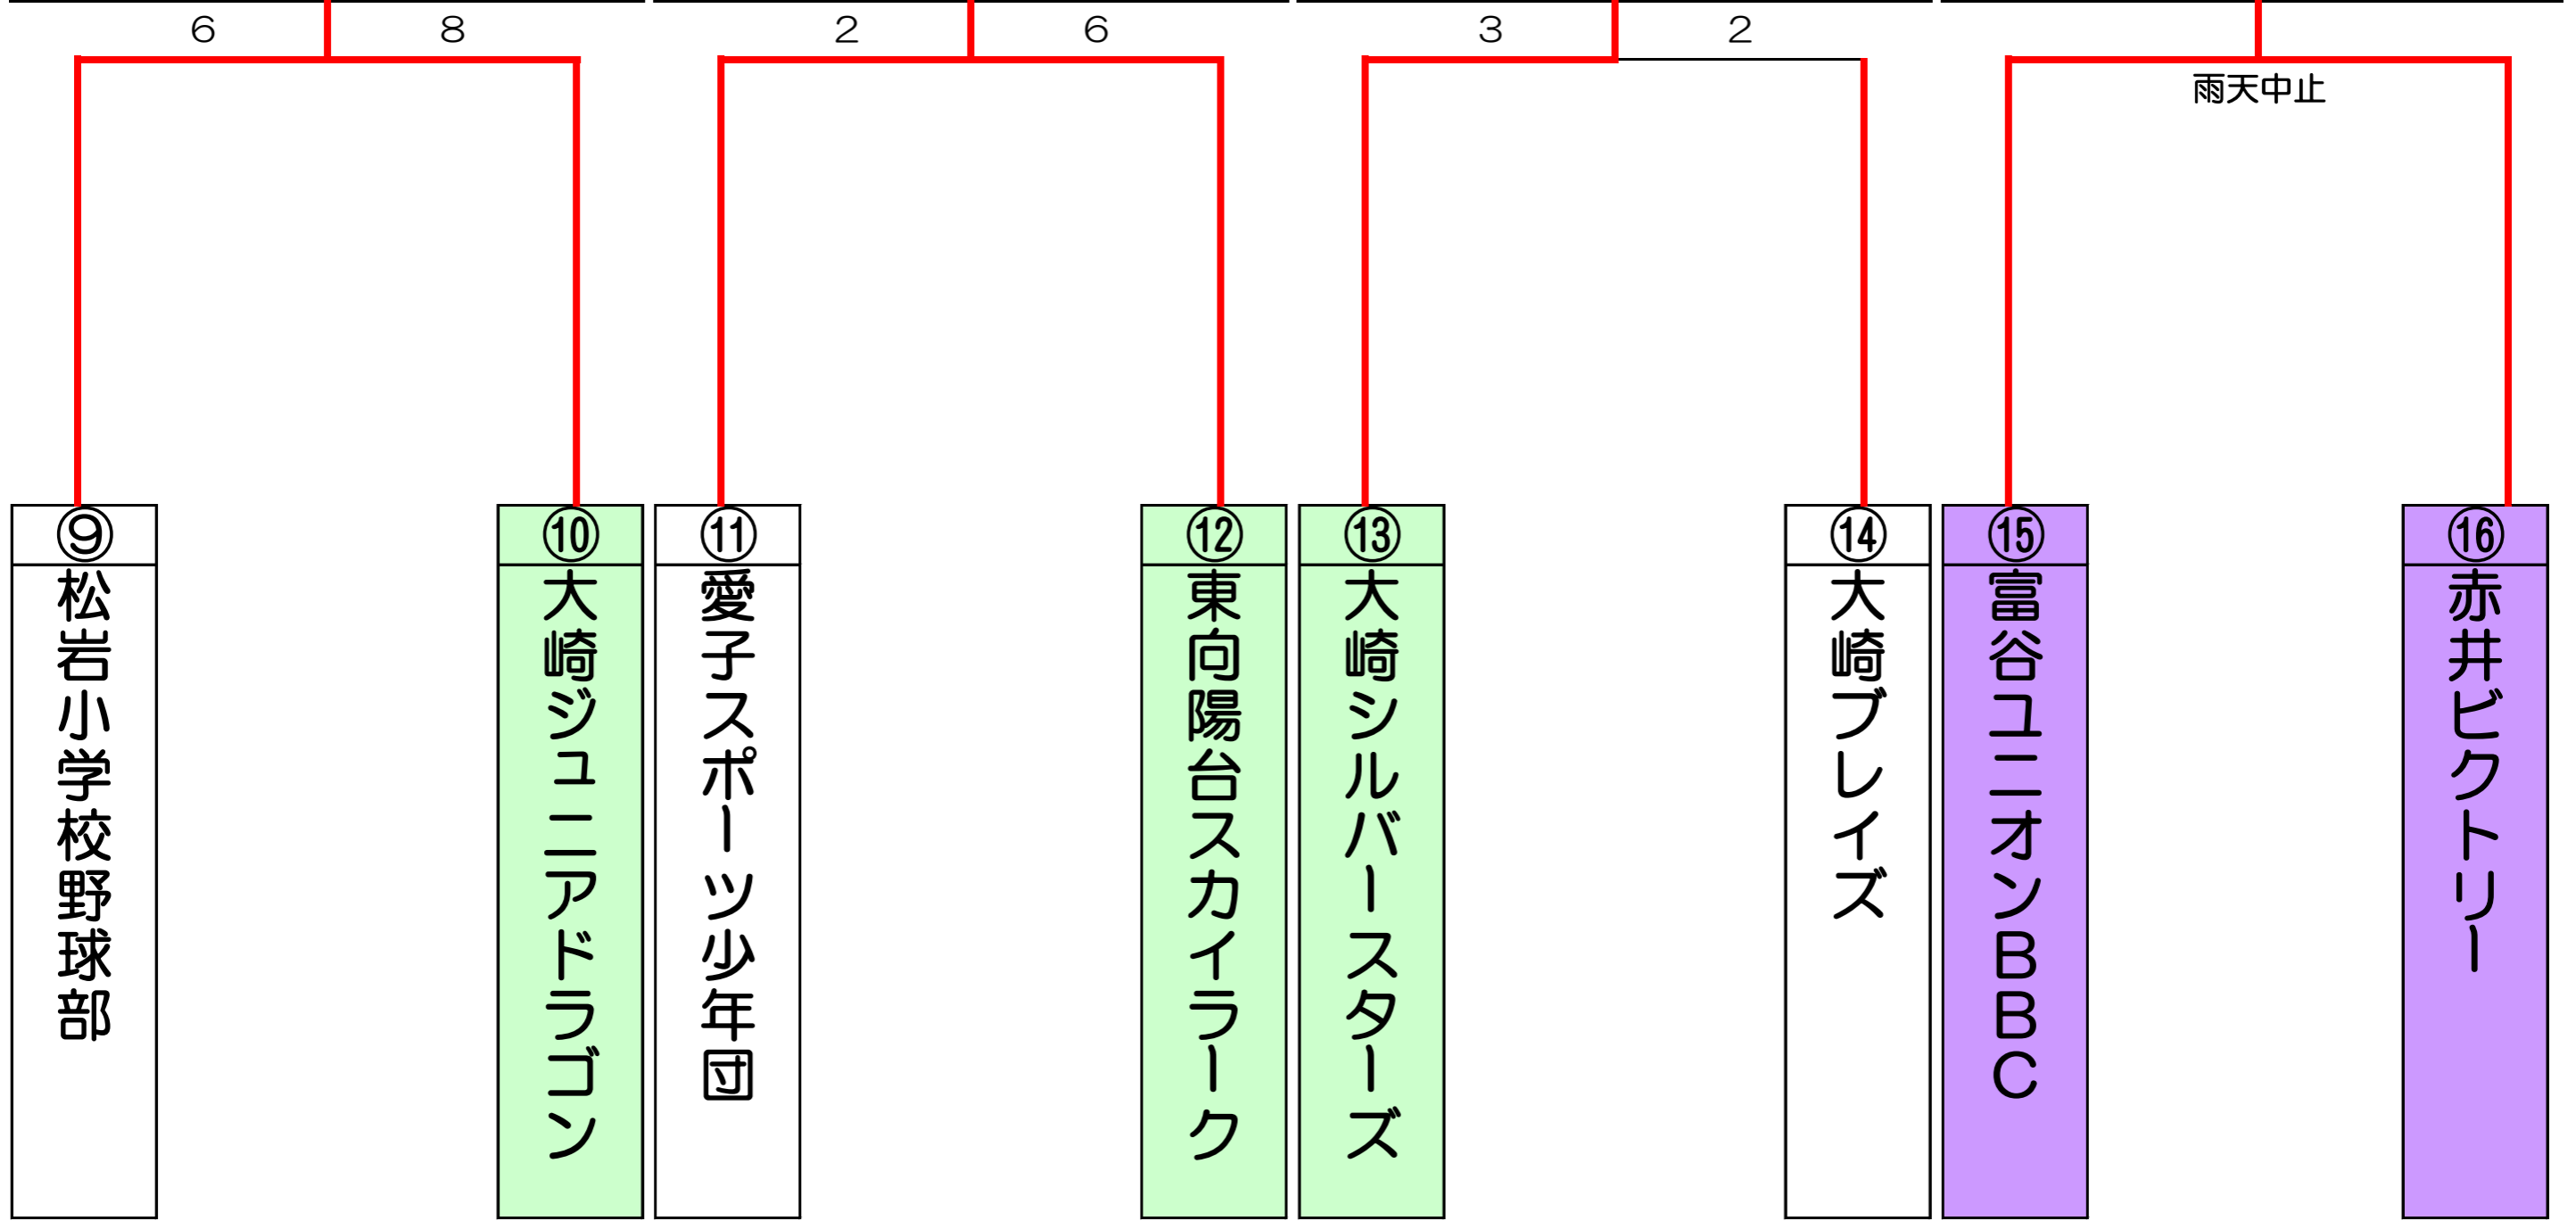 6 8 2 6 3 2
雨天中止
⑨ 松岩小学校野球部
⑩ 大崎ジュニアドラゴン
⑪ 愛子スポーツ少年団
⑫ 東向陽台スカイラーク
⑬ 大崎シルバースターズ
⑭ 大崎ブレイズ
⑮ 富谷ユニオンBBC
⑯ 赤井ビクトリー